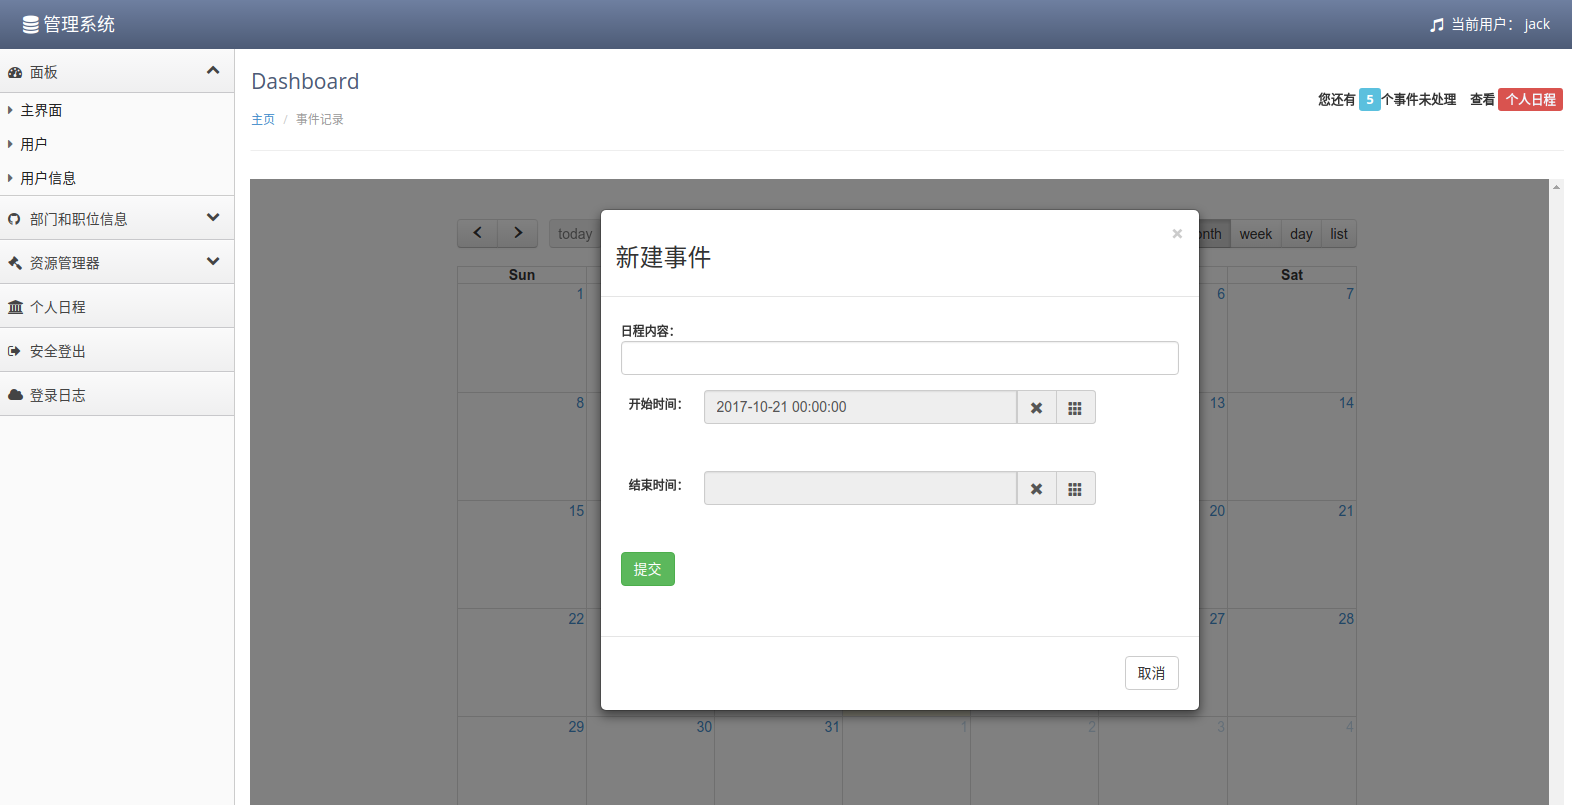 管理系统
当前用户： jack
面板
主界面
用户
用户信息
部门和职位信息
资源管理器
个人日程
安全登出
登录日志
Dashboard
主页 / 事件记录
您还有 5 个事件未处理 查看 个人日程
today
onth week day list
Sun Sat
1 6 7
8 13 14
15 20 21
22 27 28
29 30 31 1 2 3 4
×
新建事件
日程内容：
开始时间： 2017-10-21 00:00:00
结束时间：
提交
取消